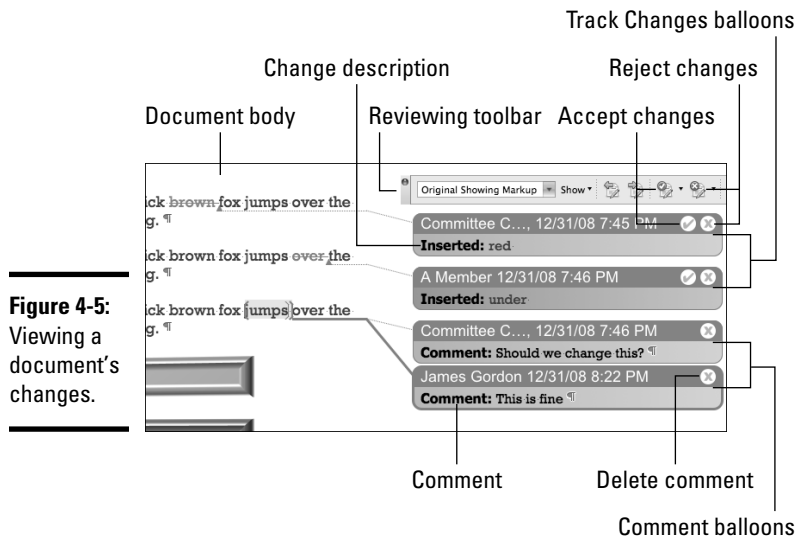 Track Changes balloons
Change description
Reject changes
Document body
Reviewing toolbar
Accept changes
Original Showing Markup
Show
ick brown fox jumps over the
g. ¶
Committee C..., 12/31/08 7:45 PM
Inserted: red
ick brown fox jumps over the
g. ¶
A Member 12/31/08 7:46 PM
Inserted: under
ick brown fox jumps over the
g. ¶
Committee C..., 12/31/08 7:46 PM
Comment: Should we change this? ¶
James Gordon 12/31/08 8:22 PM
Comment: This is fine ¶
Figure 4-5:
Viewing a
document's
changes.
Comment
Delete comment
Comment balloons